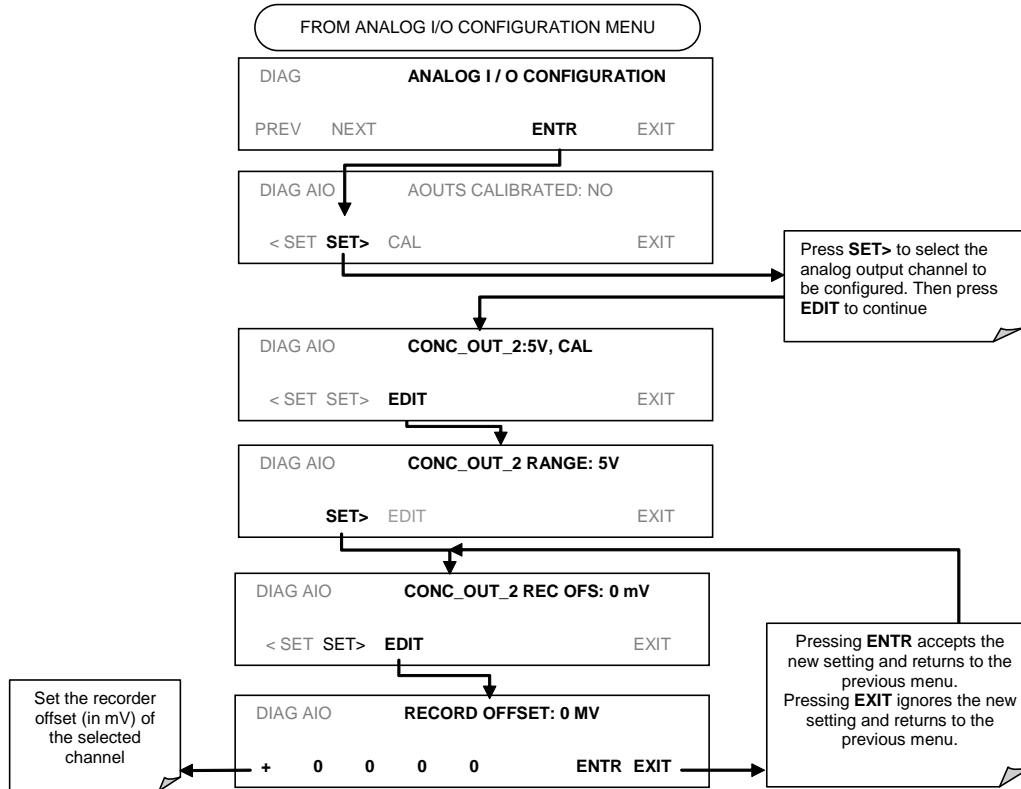 FROM ANALOG I/O CONFIGURATION MENU
DIAG ANALOG I / O CONFIGURATION
PREV NEXT ENTR EXIT
DIAG AIO AOUTS CALIBRATED: NO
< SET SET> CAL EXIT
Press SET> to select the
analog output channel to
be configured. Then press
EDIT to continue
DIAG AIO CONC_OUT_2:5V, CAL
< SET SET> EDIT EXIT
DIAG AIO CONC_OUT_2 RANGE: 5V
SET> EDIT EXIT
DIAG AIO CONC_OUT_2 REC OFS: 0 mV
< SET SET> EDIT EXIT
Pressing ENTR accepts the
new setting and returns to the
previous menu.
Pressing EXIT ignores the new
setting and returns to the
previous menu.
Set the recorder
offset (in mV) of
the selected
channel
DIAG AIO RECORD OFFSET: 0 MV
+ 0 0 0 0 ENTR EXIT